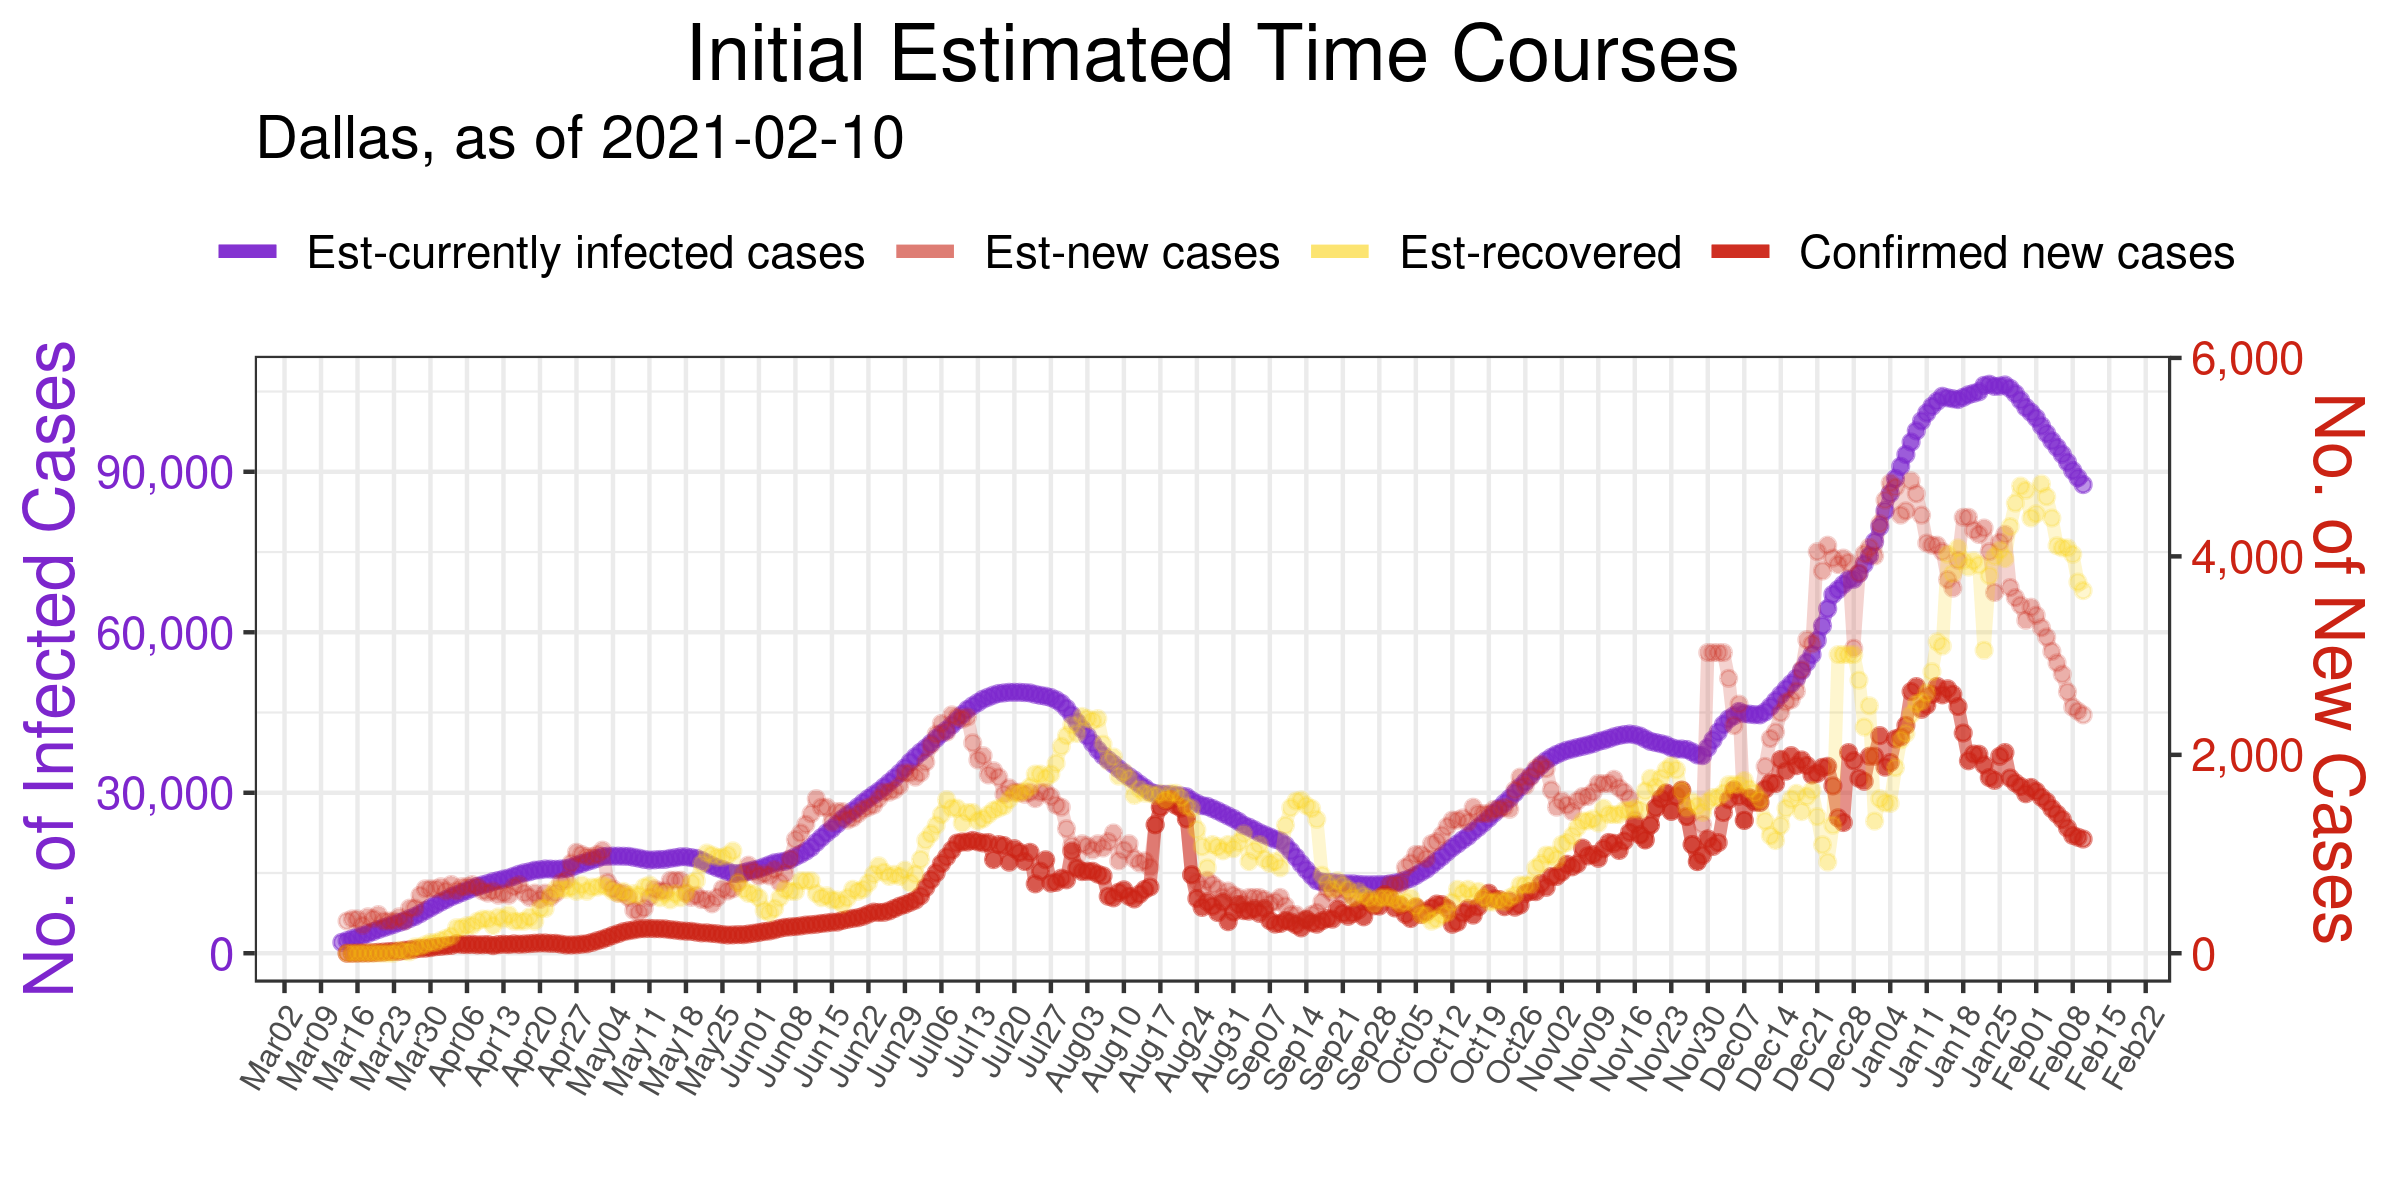 Initial Estimated Time Courses
Dallas, as of 2021-02-10
Est-currently infected cases Est-new cases Est-recovered Confirmed new cases
No. of Infected Cases
90,000
60,000
30,000
0
6,000
4,000
2,000
0
No. of New Cases
Mar02 Mar09 Mar16 Mar23 Mar30 Apr06 Apr13 Apr20 Apr27 May04 May11 May18 May25 Jun01 Jun08 Jun15 Jun22 Jun29 Jul06 Jul13 Jul20 Jul27 Aug03 Aug10 Aug17 Aug24 Aug31 Sep07 Sep14 Sep21 Sep28 Oct05 Oct12 Oct19 Oct26 Nov02 Nov09 Nov16 Nov23 Nov30 Dec07 Dec14 Dec21 Dec28 Jan04 Jan11 Jan18 Jan25 Feb01 Feb08 Feb15 Feb22